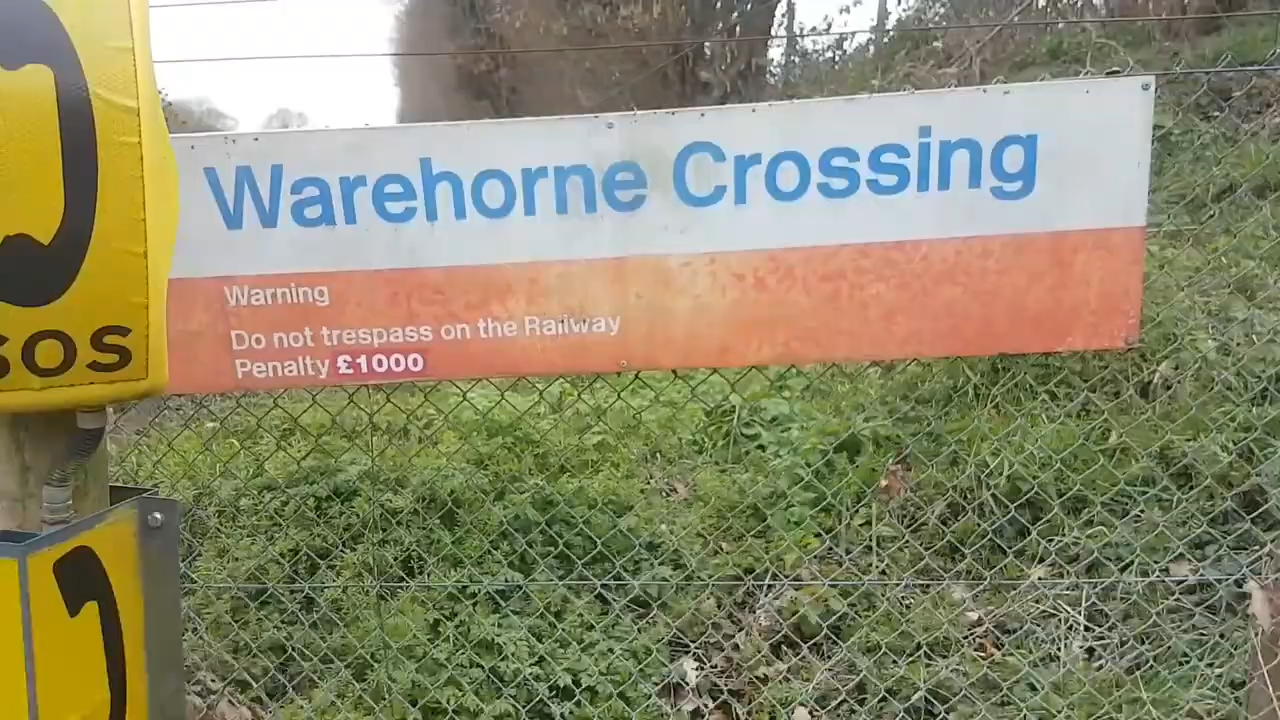 Warehorne Crossing
Warning
Do not trespass on the Railway
Penalty £1000
SOS